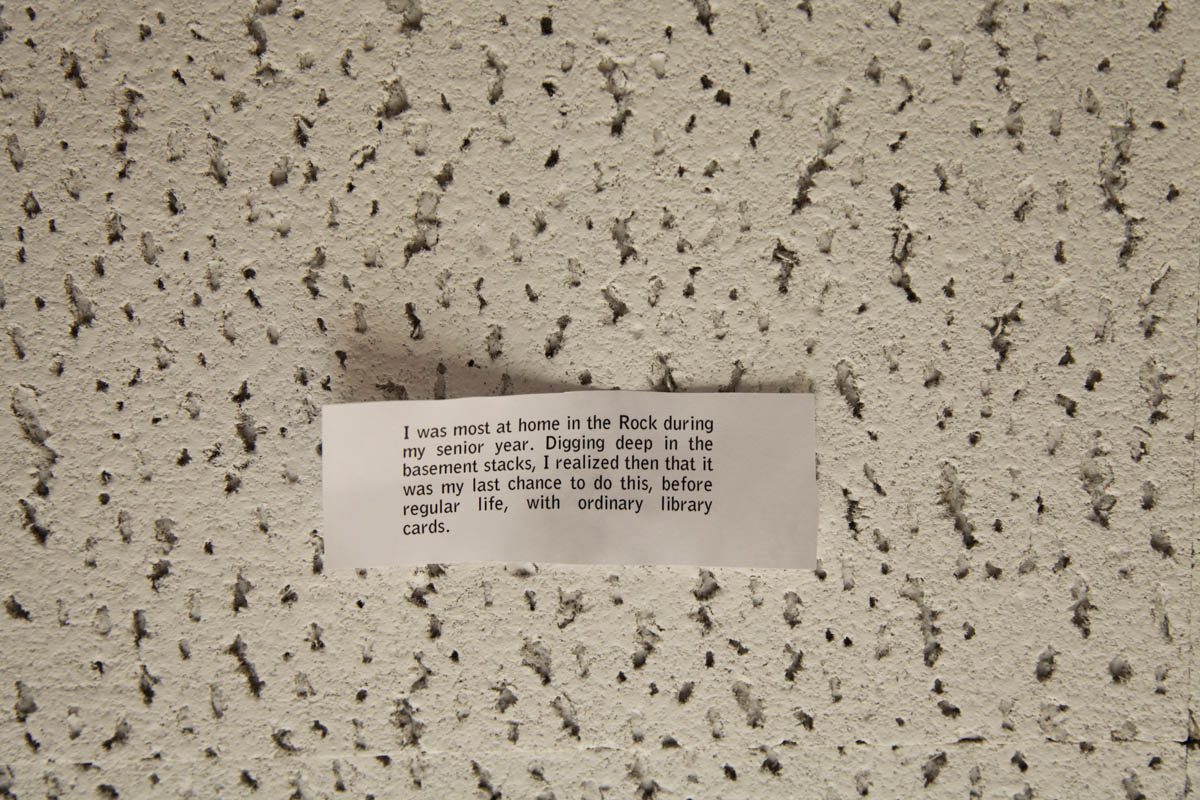 I was most at home in the Rock during
my senior year. Digging deep in the
basement stacks, I realized then that it
was my last chance to do this, before
regular life, with ordinary library
cards.